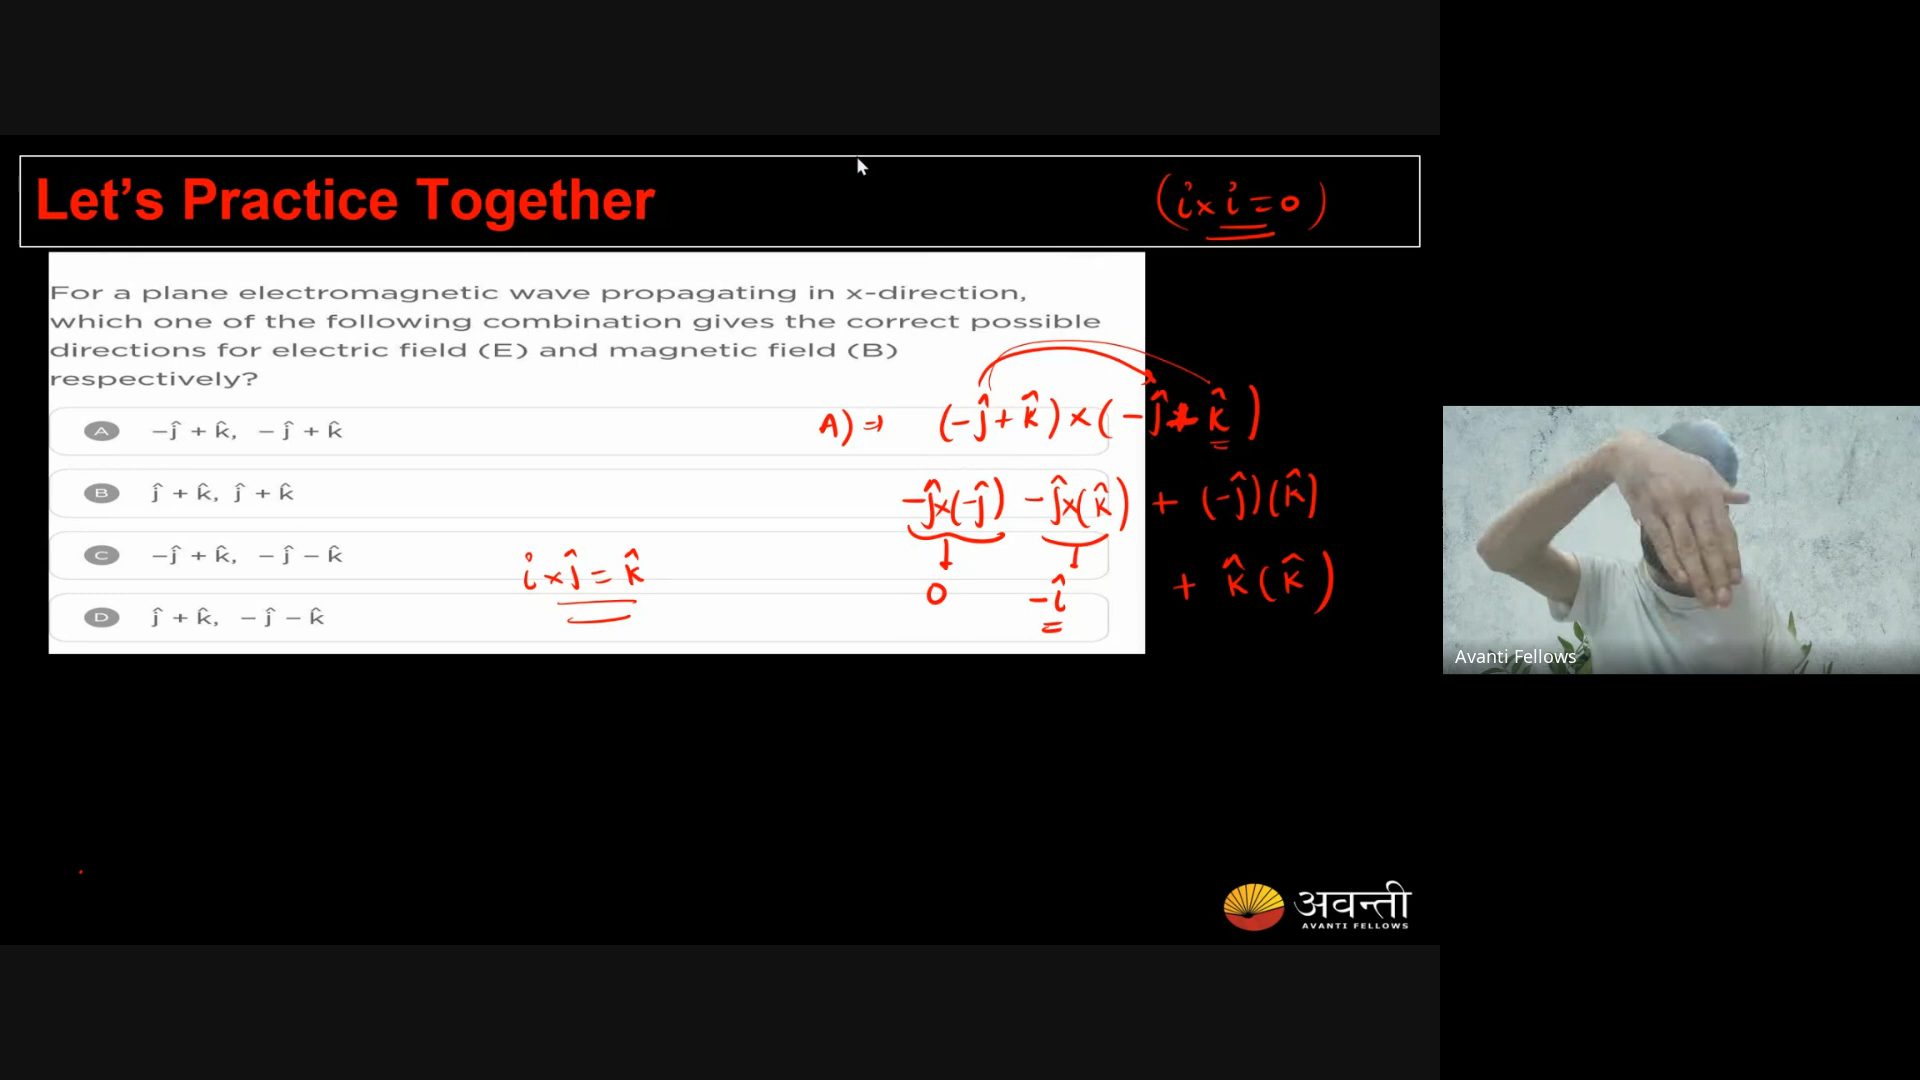 Let's Practice Together
(i × i = 0)
For a plane electromagnetic wave propagating in x-direction,
which one of the following combination gives the correct possible
directions for electric field (E) and magnetic field (B)
respectively?
A) ⇒ (-ĵ + k̂) × (-ĵ + k̂)
A -ĵ + k̂, -ĵ + k̂
B ĵ + k̂, ĵ + k̂
-ĵ×(-ĵ) -ĵ×(k̂) + (-ĵ)(k̂)
C -ĵ + k̂, -ĵ - k̂
i × ĵ = k̂
0 -î + k̂(k̂)
D ĵ + k̂, -ĵ - k̂
Avanti Fellows
अवन्ती
AVANTI FELLOWS